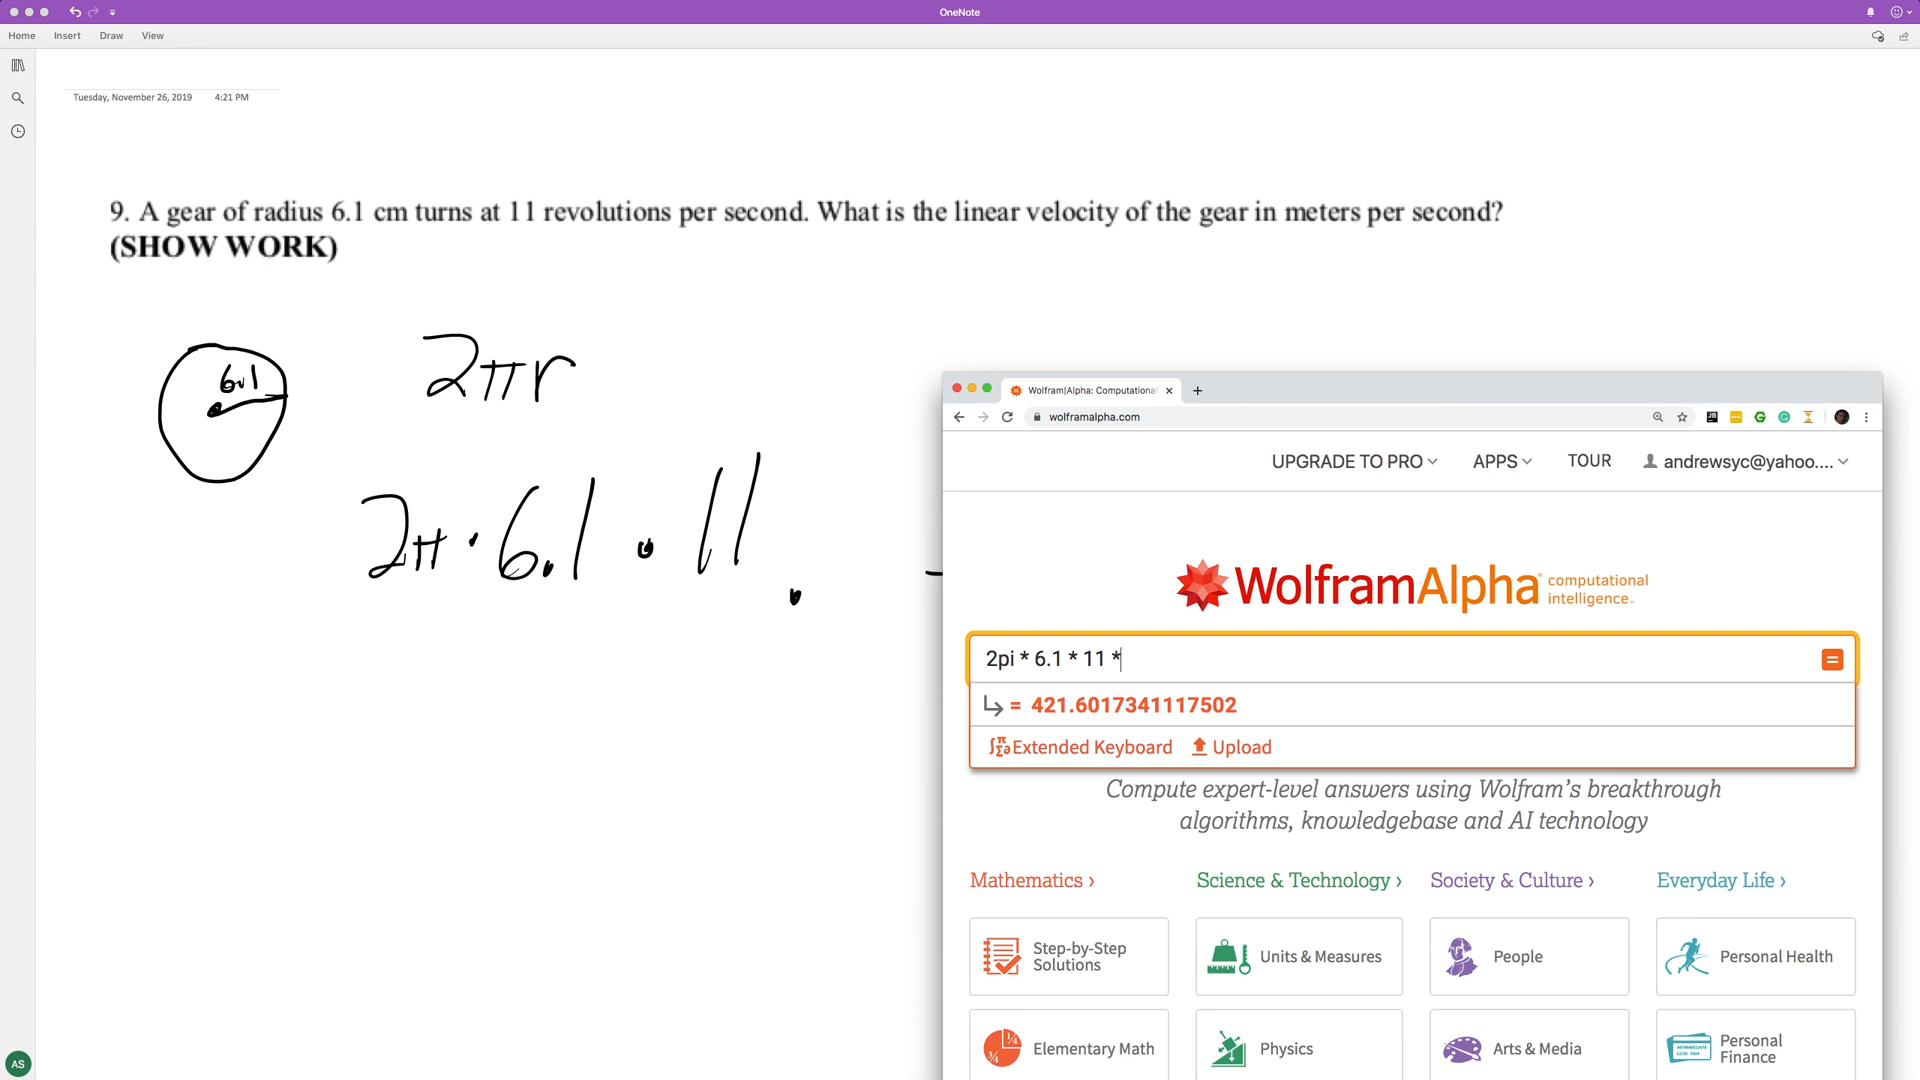 OneNote
Home Insert Draw View
Tuesday, November 26, 2019 4:21 PM
9. A gear of radius 6.1 cm turns at 11 revolutions per second. What is the linear velocity of the gear in meters per second?
(SHOW WORK)
6.1
2πr
2π · 6.1 · 11 ·
Wolfram|Alpha: Computational
wolframalpha.com
UPGRADE TO PRO APPS TOUR andrewsyc@yahoo....
WolframAlpha computational intelligence™
2pi * 6.1 * 11 *
= 421.6017341117502
Extended Keyboard Upload
Compute expert-level answers using Wolfram’s breakthrough
algorithms, knowledgebase and AI technology
Mathematics › Science & Technology › Society & Culture › Everyday Life ›
Step-by-Step Solutions Units & Measures People Personal Health
Elementary Math Physics Arts & Media Personal Finance
AS